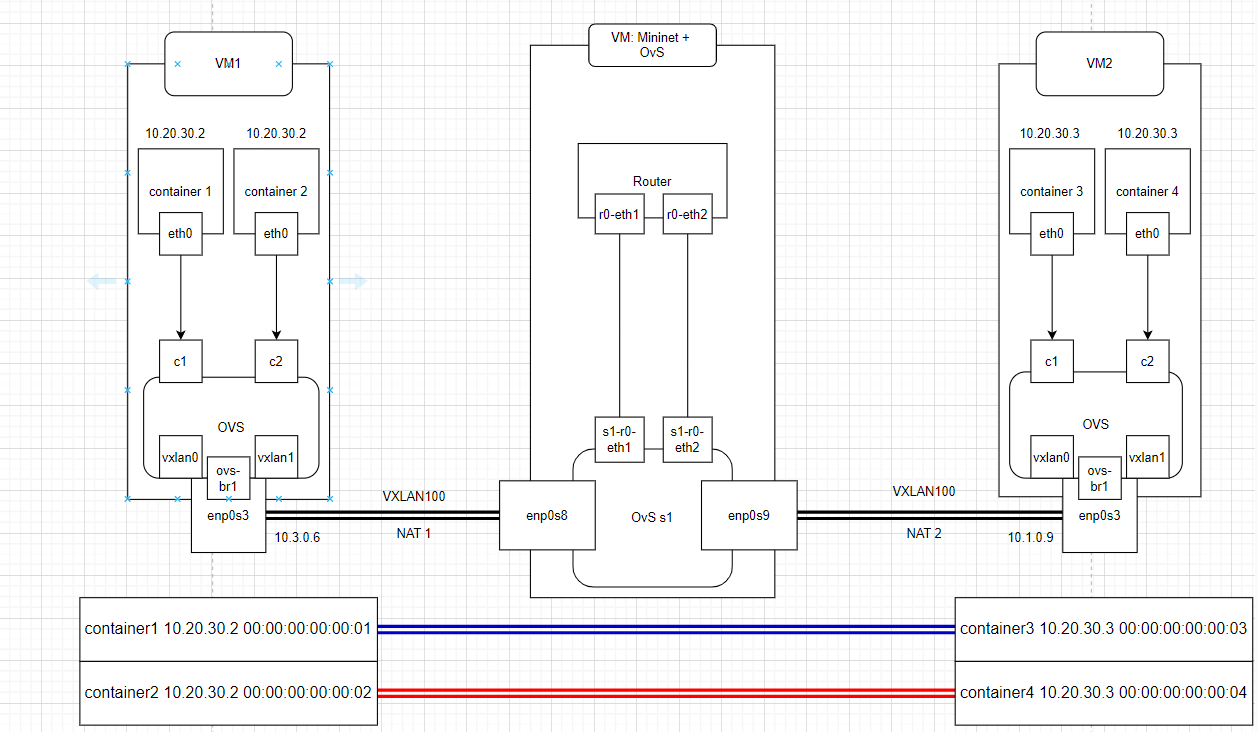 VM1
10.20.30.2
10.20.30.2
container 1
container 2
eth0
eth0
c1
c2
OVS
vxlan0
vxlan1
ovs-
br1
enp0s3
10.3.0.6
VXLAN100
NAT 1
VM: Mininet +
OvS
Router
r0-eth1
r0-eth2
s1-r0-
eth1
s1-r0-
eth2
enp0s8
OvS s1
enp0s9
VXLAN100
NAT 2
VM2
10.20.30.3
10.20.30.3
container 3
container 4
eth0
eth0
c1
c2
OVS
vxlan0
vxlan1
ovs-
br1
enp0s3
10.1.0.9
container1 10.20.30.2 00:00:00:00:00:01
container3 10.20.30.3 00:00:00:00:00:03
container2 10.20.30.2 00:00:00:00:00:02
container4 10.20.30.3 00:00:00:00:00:04